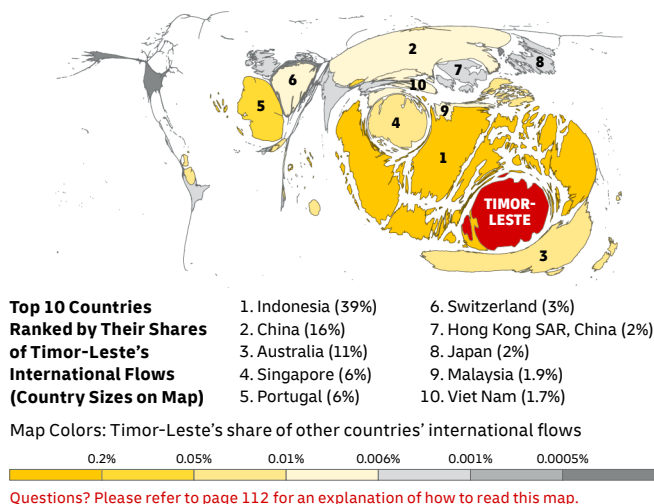 2
6
7
8
10
5
9
4
1
TIMOR-
LESTE
3
Top 10 Countries
Ranked by Their Shares
of Timor-Leste's
International Flows
(Country Sizes on Map)
1. Indonesia (39%)
2. China (16%)
3. Australia (11%)
4. Singapore (6%)
5. Portugal (6%)
6. Switzerland (3%)
7. Hong Kong SAR, China (2%)
8. Japan (2%)
9. Malaysia (1.9%)
10. Viet Nam (1.7%)
Map Colors: Timor-Leste's share of other countries' international flows
0.2% 0.05% 0.01% 0.006% 0.001% 0.0005%
Questions? Please refer to page 112 for an explanation of how to read this map.